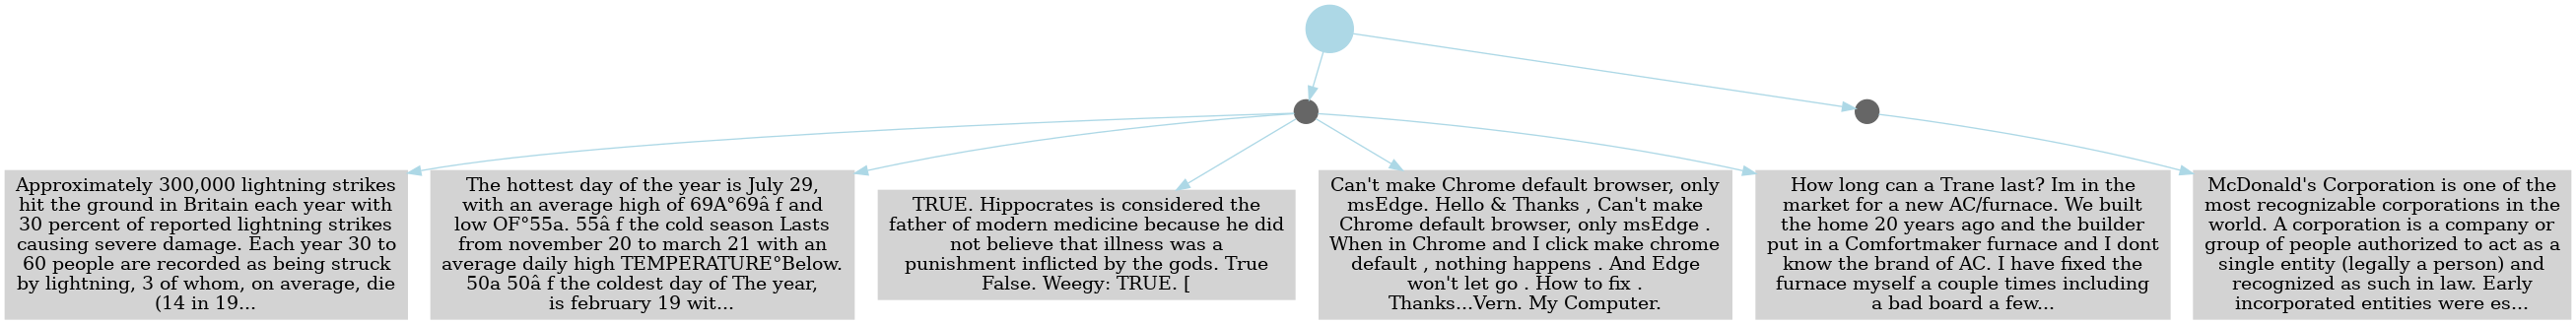 Approximately 300,000 lightning strikes
hit the ground in Britain each year with
30 percent of reported lightning strikes
causing severe damage. Each year 30 to
60 people are recorded as being struck
by lightning, 3 of whom, on average, die
(14 in 19...
The hottest day of the year is July 29,
with an average high of 69A°69â f and
low OF°55a. 55â f the cold season Lasts
from november 20 to march 21 with an
average daily high TEMPERATURE°Below.
50a 50â f the coldest day of The year,
is february 19 wit...
TRUE. Hippocrates is considered the
father of modern medicine because he did
not believe that illness was a
punishment inflicted by the gods. True
False. Weegy: TRUE. [
Can't make Chrome default browser, only
msEdge. Hello & Thanks , Can't make
Chrome default browser, only msEdge .
When in Chrome and I click make chrome
default , nothing happens . And Edge
won't let go . How to fix .
Thanks...Vern. My Computer.
How long can a Trane last? Im in the
market for a new AC/furnace. We built
the home 20 years ago and the builder
put in a Comfortmaker furnace and I dont
know the brand of AC. I have fixed the
furnace myself a couple times including
a bad board a few...
McDonald's Corporation is one of the
most recognizable corporations in the
world. A corporation is a company or
group of people authorized to act as a
single entity (legally a person) and
recognized as such in law. Early
incorporated entities were es...